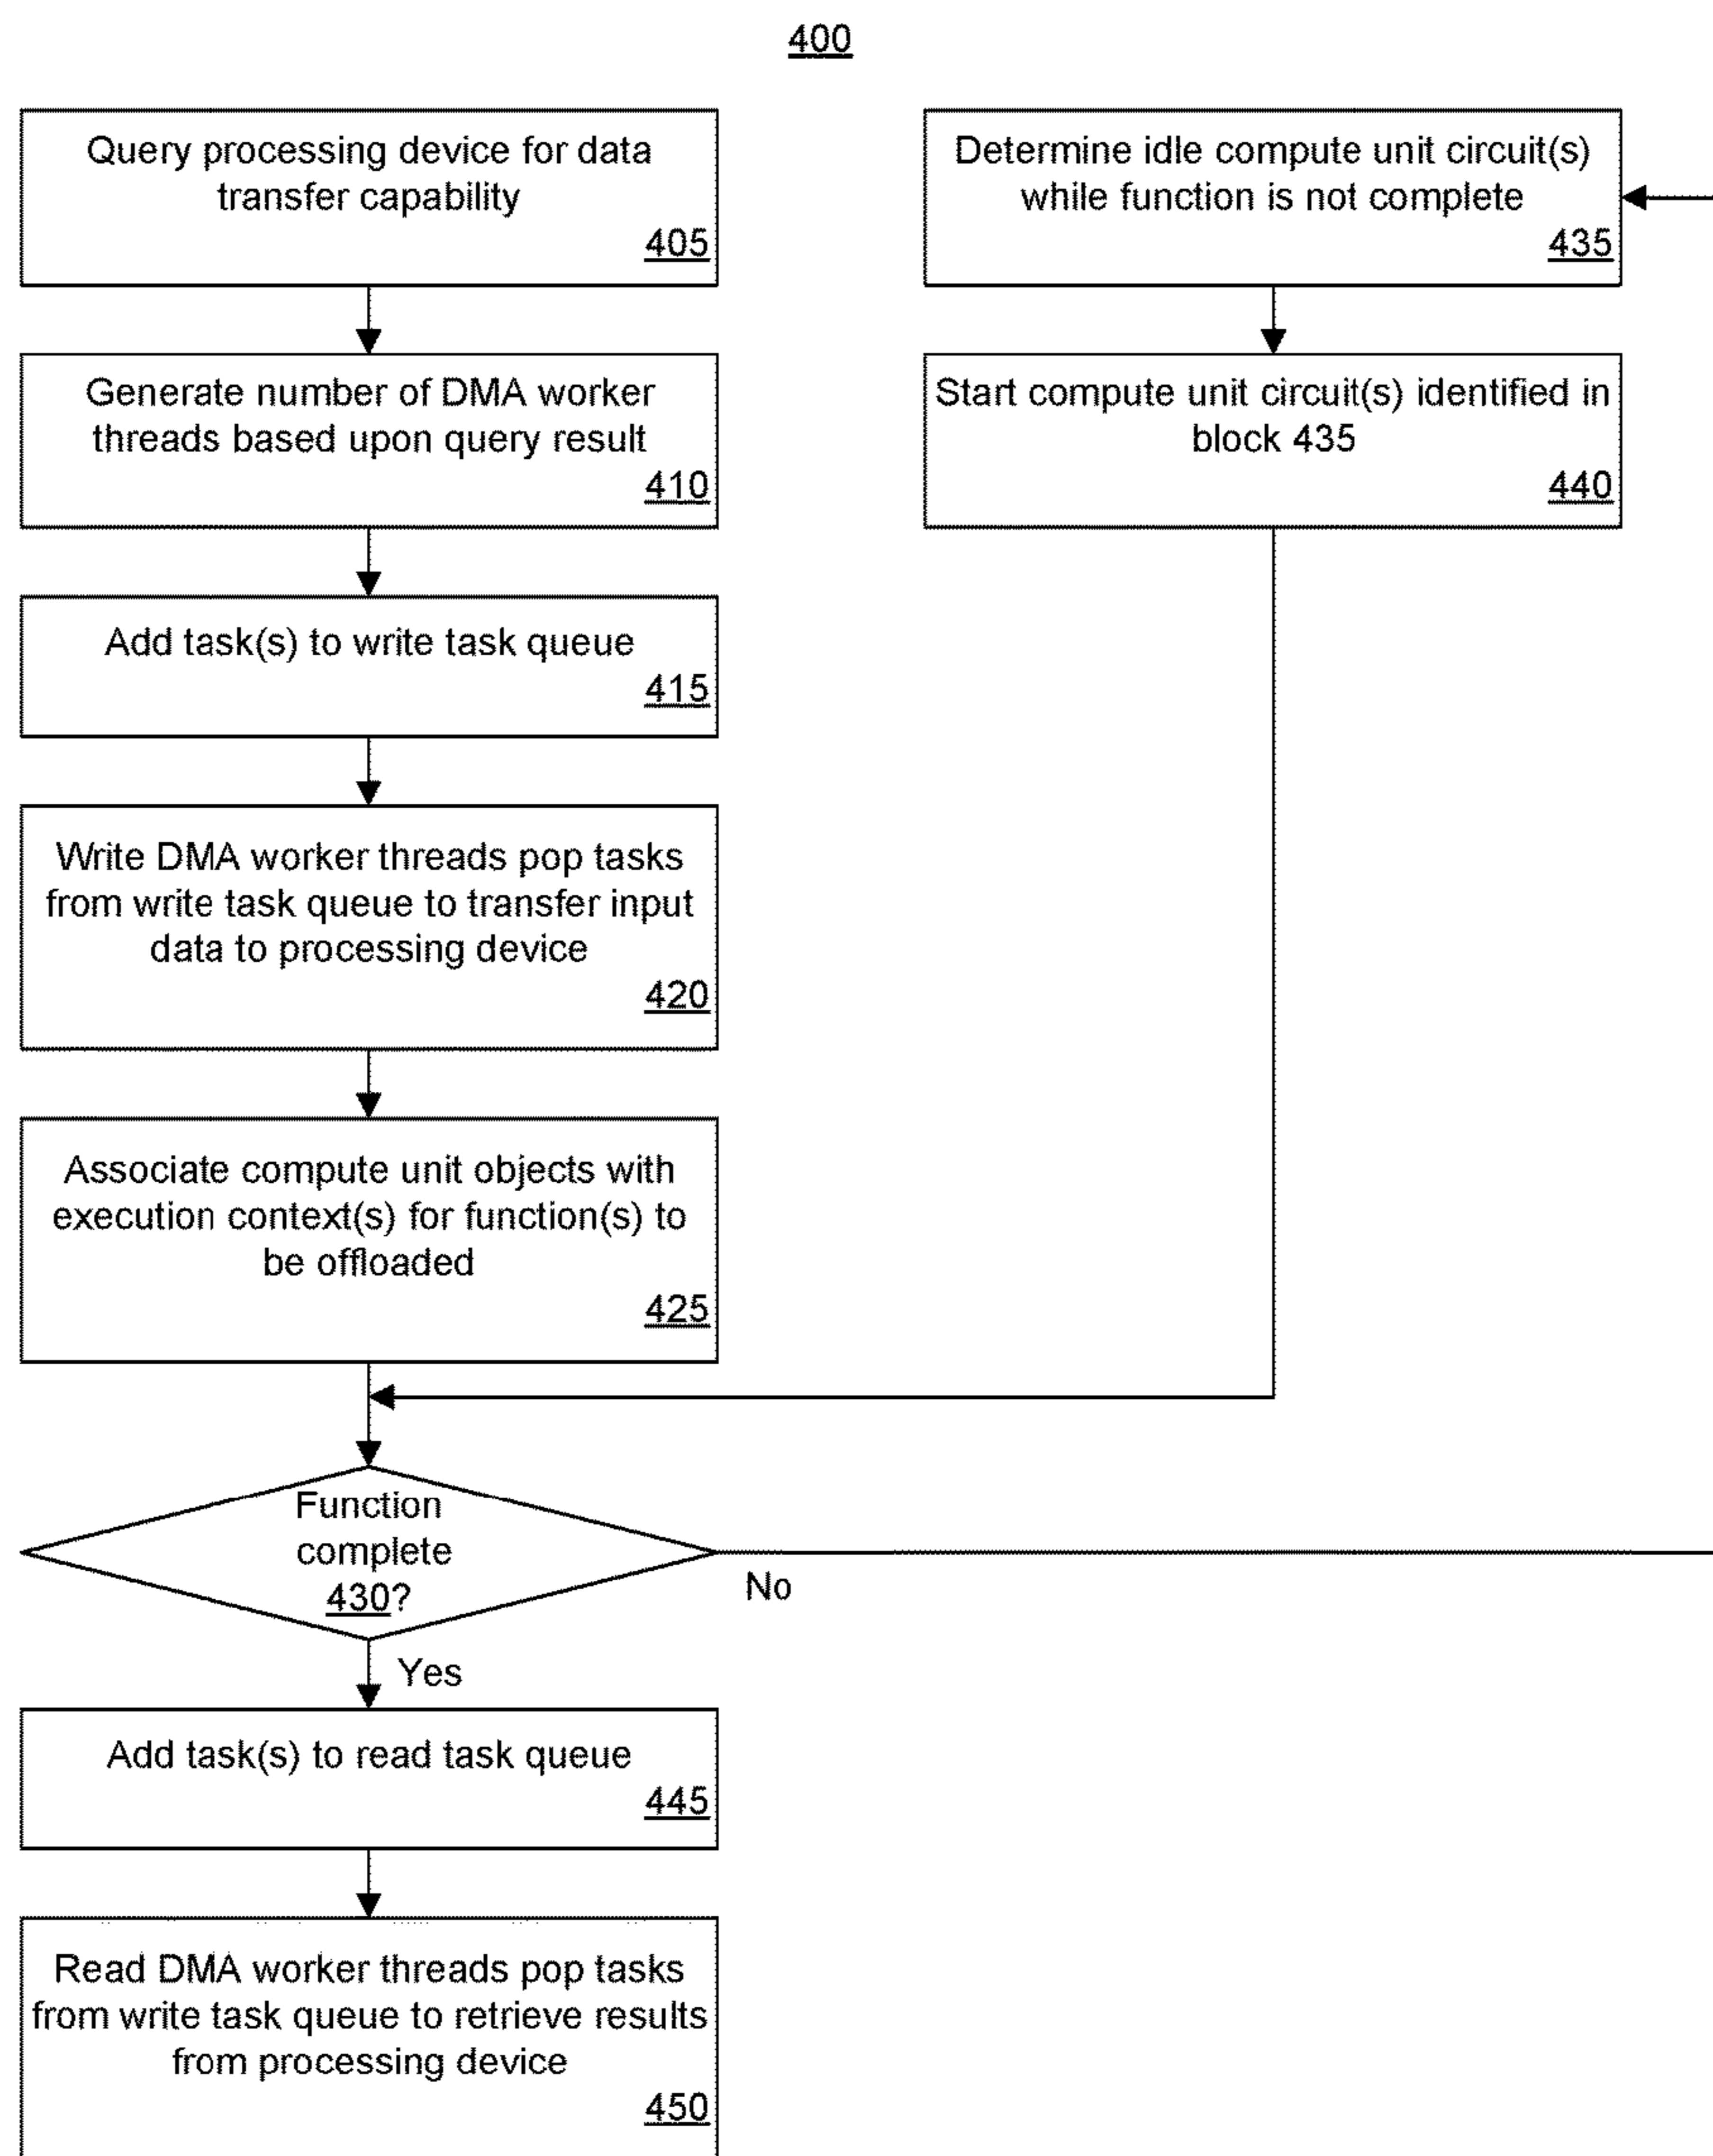 400
Query processing device for data
transfer capability
405
Generate number of DMA worker
threads based upon query result
410
Add task(s) to write task queue
415
Write DMA worker threads pop tasks
from write task queue to transfer input
data to processing device
420
Associate compute unit objects with
execution context(s) for function(s) to
be offloaded
425
Function
complete
430?
No
Yes
Determine idle compute unit circuit(s)
while function is not complete
435
Start compute unit circuit(s) identified in
block 435
440
Add task(s) to read task queue
445
Read DMA worker threads pop tasks
from write task queue to retrieve results
from processing device
450